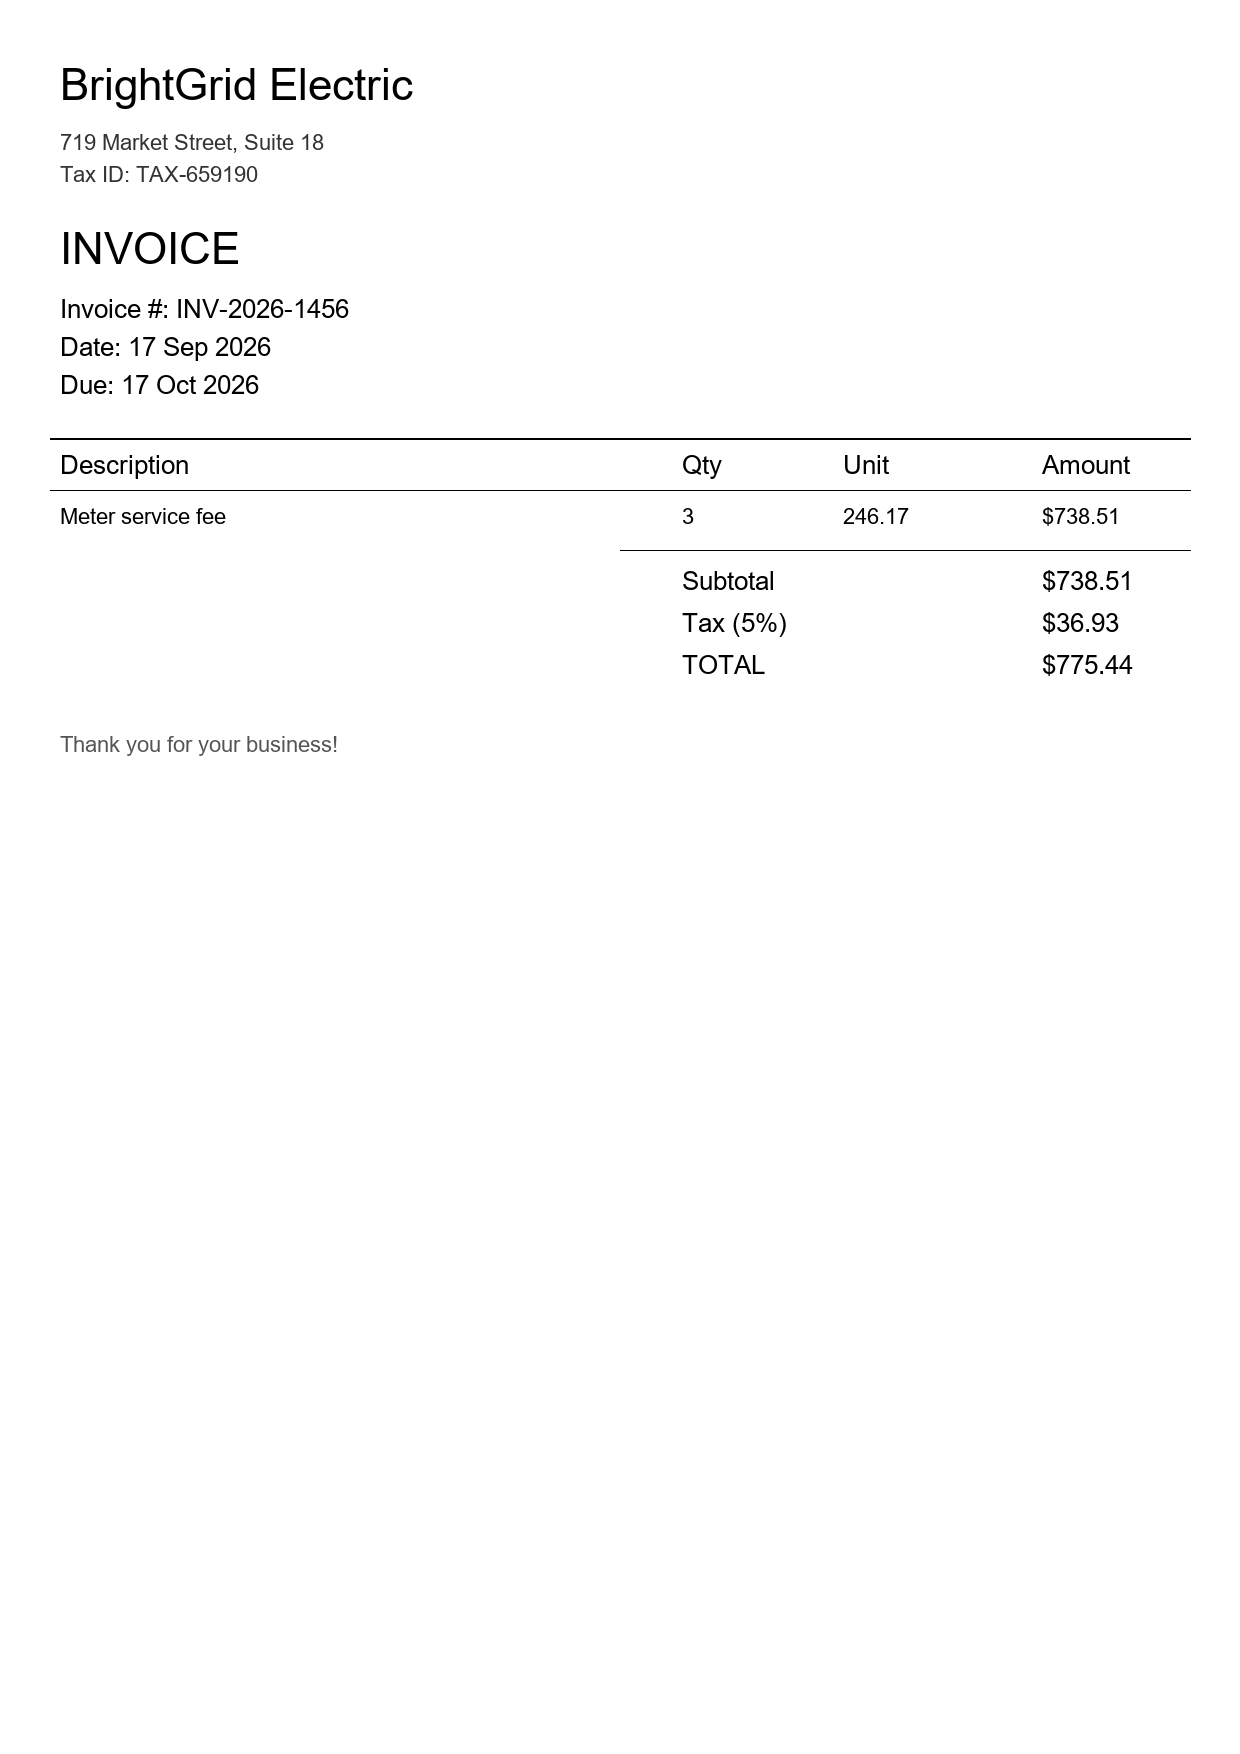 BrightGrid Electric
719 Market Street, Suite 18
Tax ID: TAX-659190
INVOICE
Invoice #: INV-2026-1456
Date: 17 Sep 2026
Due: 17 Oct 2026
Description Qty Unit Amount
Meter service fee 3 246.17 $738.51
Subtotal $738.51
Tax (5%) $36.93
TOTAL $775.44
Thank you for your business!